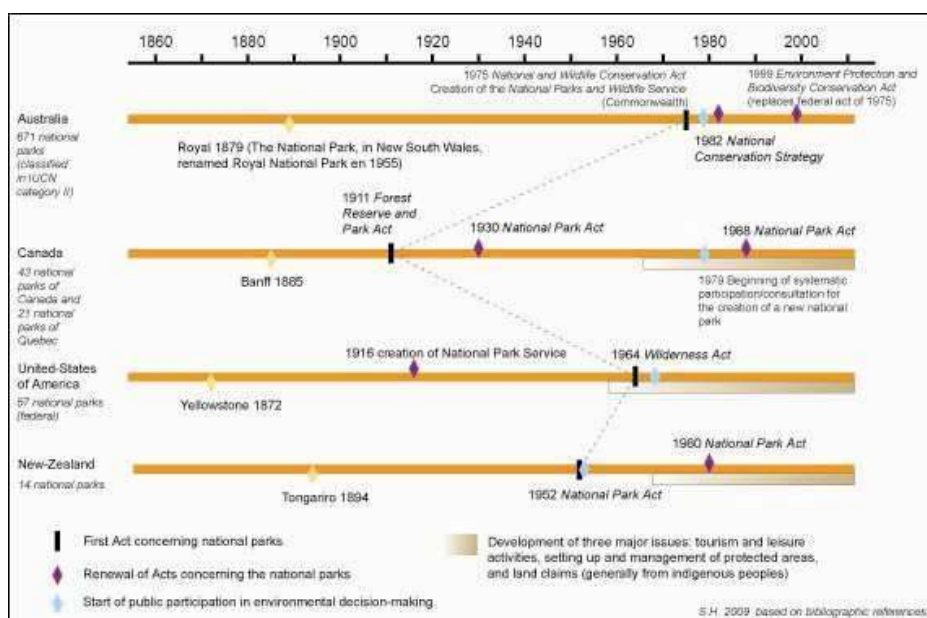 1860 1880 1900 1920 1940 1960 1980 2000
1975 National and Wildlife Conservation Act
Creation of the National Parks and Wildlife Service
(Commonwealth)
1999 Environment Protection and
Biodiversity Conservation Act
(replaces federal act of 1975)
Australia
671 national
parks
(classified
in IUCN
category II)
Royal 1879 (The National Park, in New South Wales,
renamed Royal National Park en 1955)
1982 National
Conservation Strategy
1911 Forest
Reserve and
Park Act
1930 National Park Act
1988 National Park Act
Canada
43 national
parks of
Canada and
21 national
parks of
Quebec
Banff 1885
1979 Beginning of systematic
participation/consultation for
the creation of a new national
park
1916 creation of National Park Service
1964 Wilderness Act
United-States
of America
57 national parks
(federal)
Yellowstone 1872
1980 National Park Act
New-Zealand
14 national parks
Tongariro 1894
1952 National Park Act
First Act concerning national parks
Renewal of Acts concerning the national parks
Start of public participation in environmental decision-making
Development of three major issues: tourism and leisure
activities, setting up and management of protected areas,
and land claims (generally from indigenous peoples)
S.H. 2009 based on bibliographic references